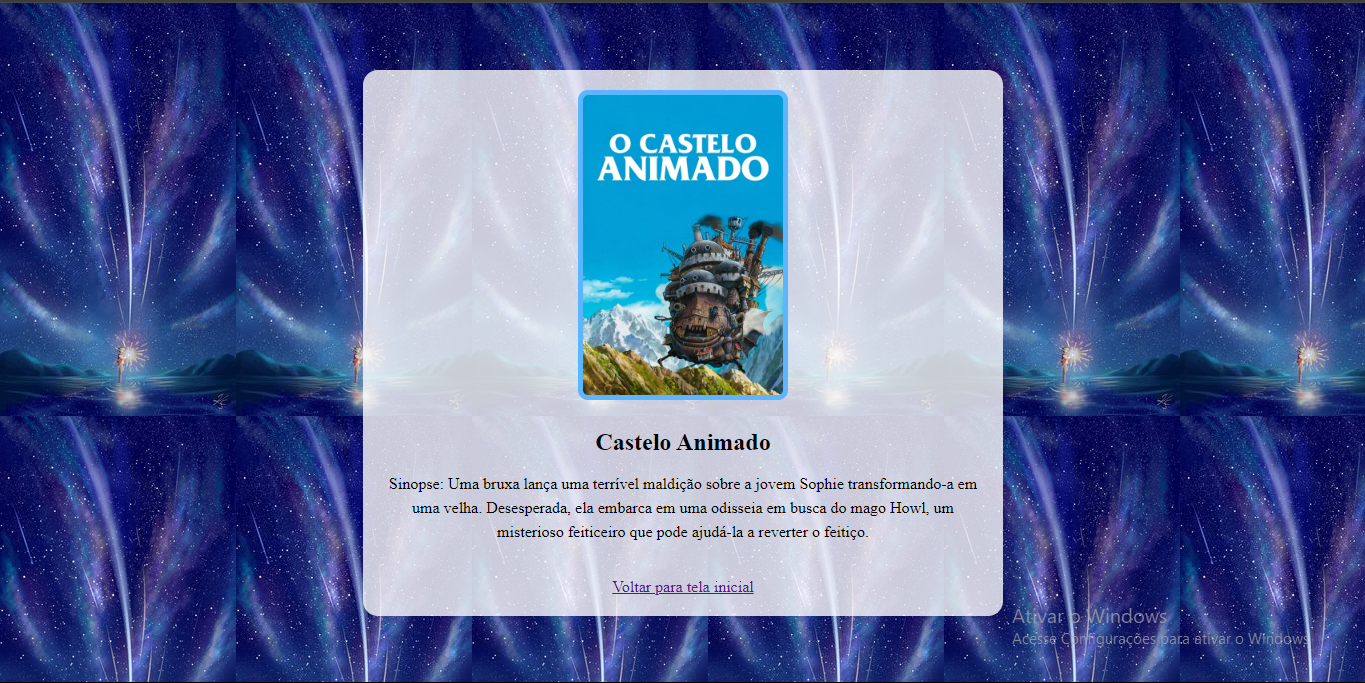 O CASTELO
ANIMADO
Castelo Animado
Sinopse: Uma bruxa lança uma terrível maldição sobre a jovem Sophie transformando-a em
uma velha. Desesperada, ela embarca em uma odisseia em busca do mago Howl, um
misterioso feiticeiro que pode ajudá-la a reverter o feitiço.
Voltar para tela inicial
Ativar o Windows
Acesse Configurações para ativar o Windows.